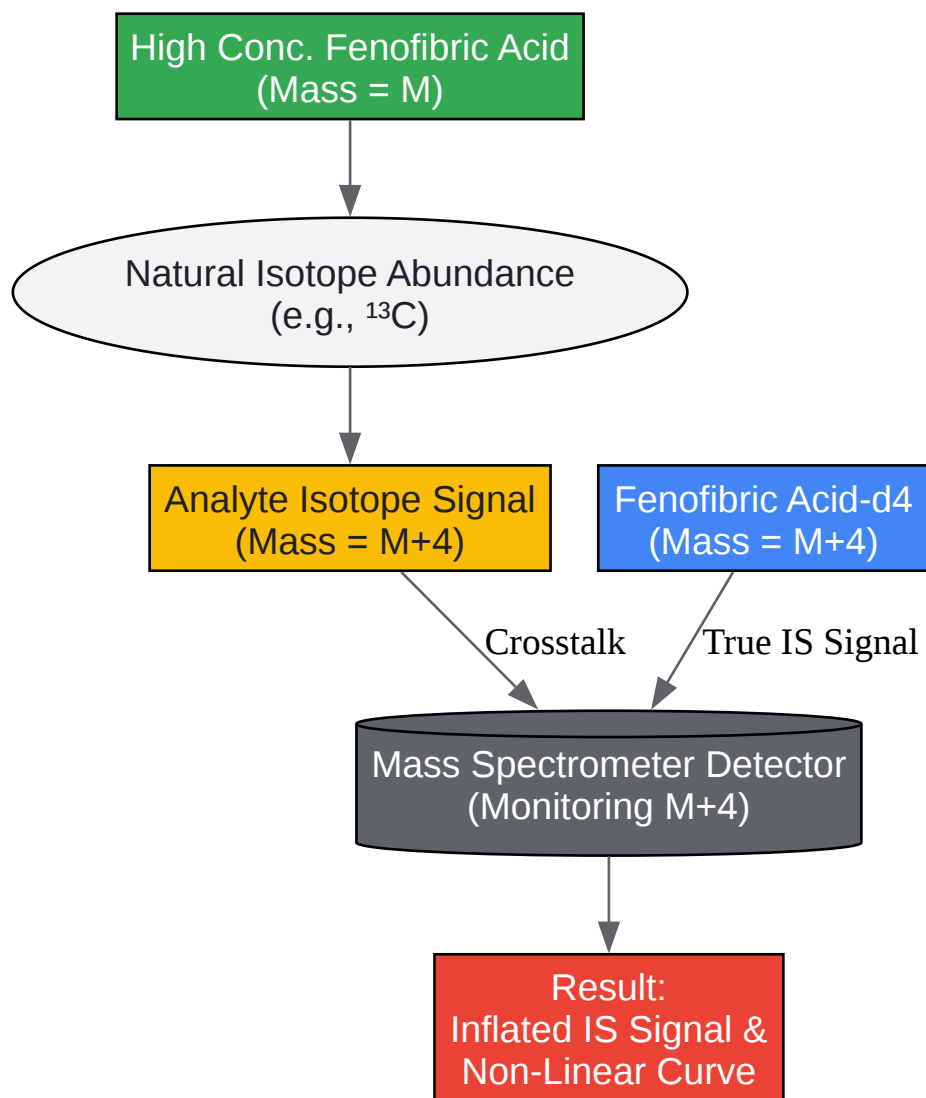 High Conc. Fenofibric Acid
(Mass = M)
Natural Isotope Abundance
(e.g., ¹³C)
Analyte Isotope Signal
(Mass = M+4)
Fenofibric Acid-d4
(Mass = M+4)
Crosstalk
True IS Signal
Mass Spectrometer Detector
(Monitoring M+4)
Result:
Inflated IS Signal &
Non-Linear Curve